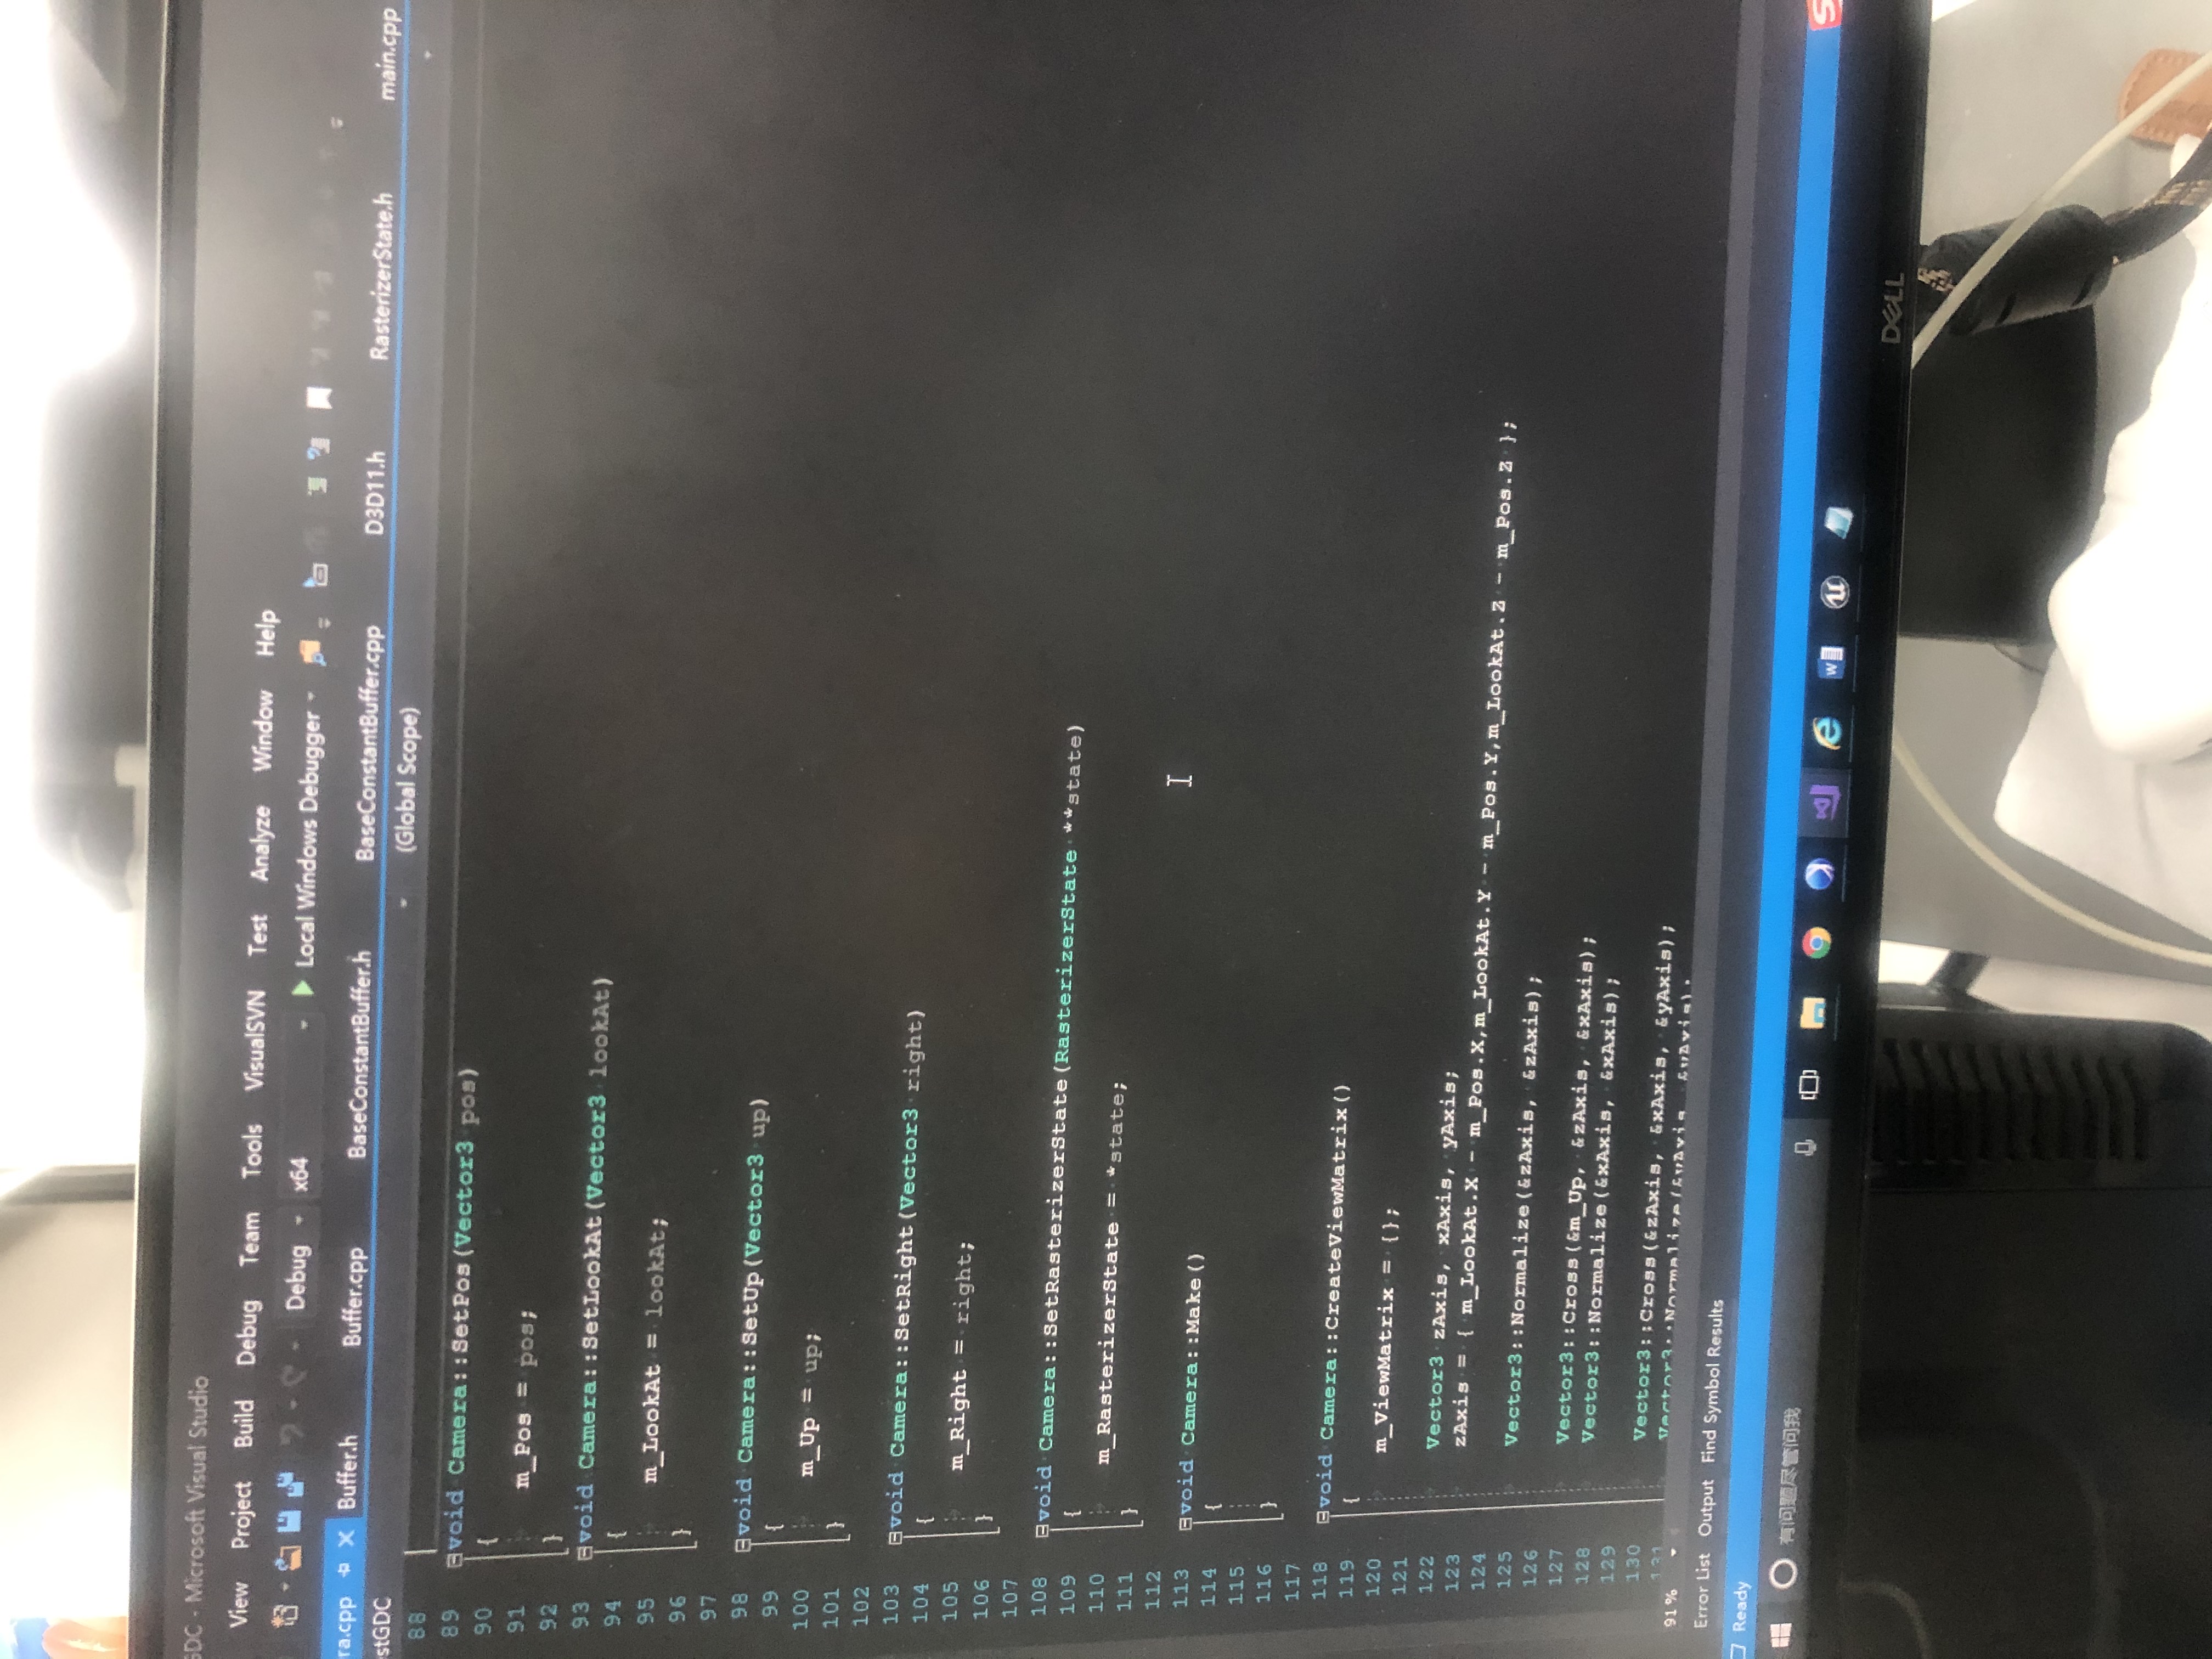 GDC - Microsoft Visual Studio
View Project Build Debug Team Tools VisualSVN Test Analyze Window Help
Debug x64 Local Windows Debugger
ra.cpp Buffer.h Buffer.cpp BaseConstantBuffer.h BaseConstantBuffer.cpp D3D11.h RasterizerState.h main.cpp
stGDC (Global Scope)
88
89 void Camera::SetPos(Vector3 pos)
90 {
91 m_Pos = pos;
92 }
93 void Camera::SetLookAt(Vector3 lookAt)
94 {
95 m_LookAt = lookAt;
96 }
97
98 void Camera::SetUp(Vector3 up)
99 {
100 m_Up = up;
101 }
102
103 void Camera::SetRight(Vector3 right)
104 {
105 m_Right = right;
106 }
107
108 void Camera::SetRasterizerState(RasterizerState **state)
109 {
110 m_RasterizerState = *state;
111 }
112
113 void Camera::Make()
114 {
115
116 }
117
118 void Camera::CreateViewMatrix()
119 {
120 m_ViewMatrix = {};
121
122 Vector3 zAxis, xAxis, yAxis;
123 zAxis = { m_LookAt.X - m_Pos.X,m_LookAt.Y - m_Pos.Y,m_LookAt.Z - m_Pos.Z };
124
125 Vector3::Normalize(&zAxis, &zAxis);
126
127 Vector3::Cross(&m_Up, &zAxis, &xAxis);
128 Vector3::Normalize(&xAxis, &xAxis);
129
130 Vector3::Cross(&zAxis, &xAxis, &yAxis);
131 Vector3::Normalize(&yAxis, &yAxis);
91 %
Error List Output Find Symbol Results
Ready
有问题尽管问我
DELL